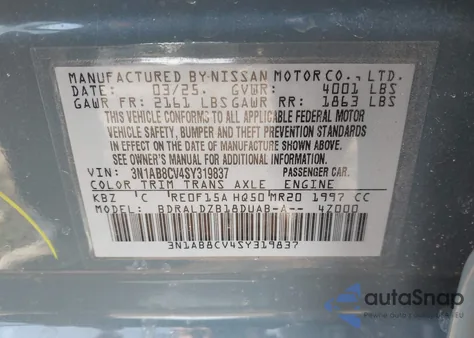 MANUFACTURED BY NISSAN MOTOR CO., LTD.
DATE: 03/25. GVWR: 4001 LBS
GAWR FR: 2161 LBS GAWR RR: 1863 LBS
THIS VEHICLE CONFORMS TO ALL APPLICABLE FEDERAL MOTOR
VEHICLE SAFETY, BUMPER AND THEFT PREVENTION STANDARDS
IN EFFECT ON THE DATE OF MANUFACTURE SHOWN ABOVE.
SEE OWNER'S MANUAL FOR ADDITIONAL INFORMATION.
VIN: 3N1AB8CV4SY319837 PASSENGER CAR.
COLOR TRIM TRANS AXLE ENGINE
KBZ C RE0F15A HQ50 MR20 1997 CC
MODEL: BDRALDZB18DUAB-A-- 4Z000
3N1AB8CV4SY319837
autoSnap